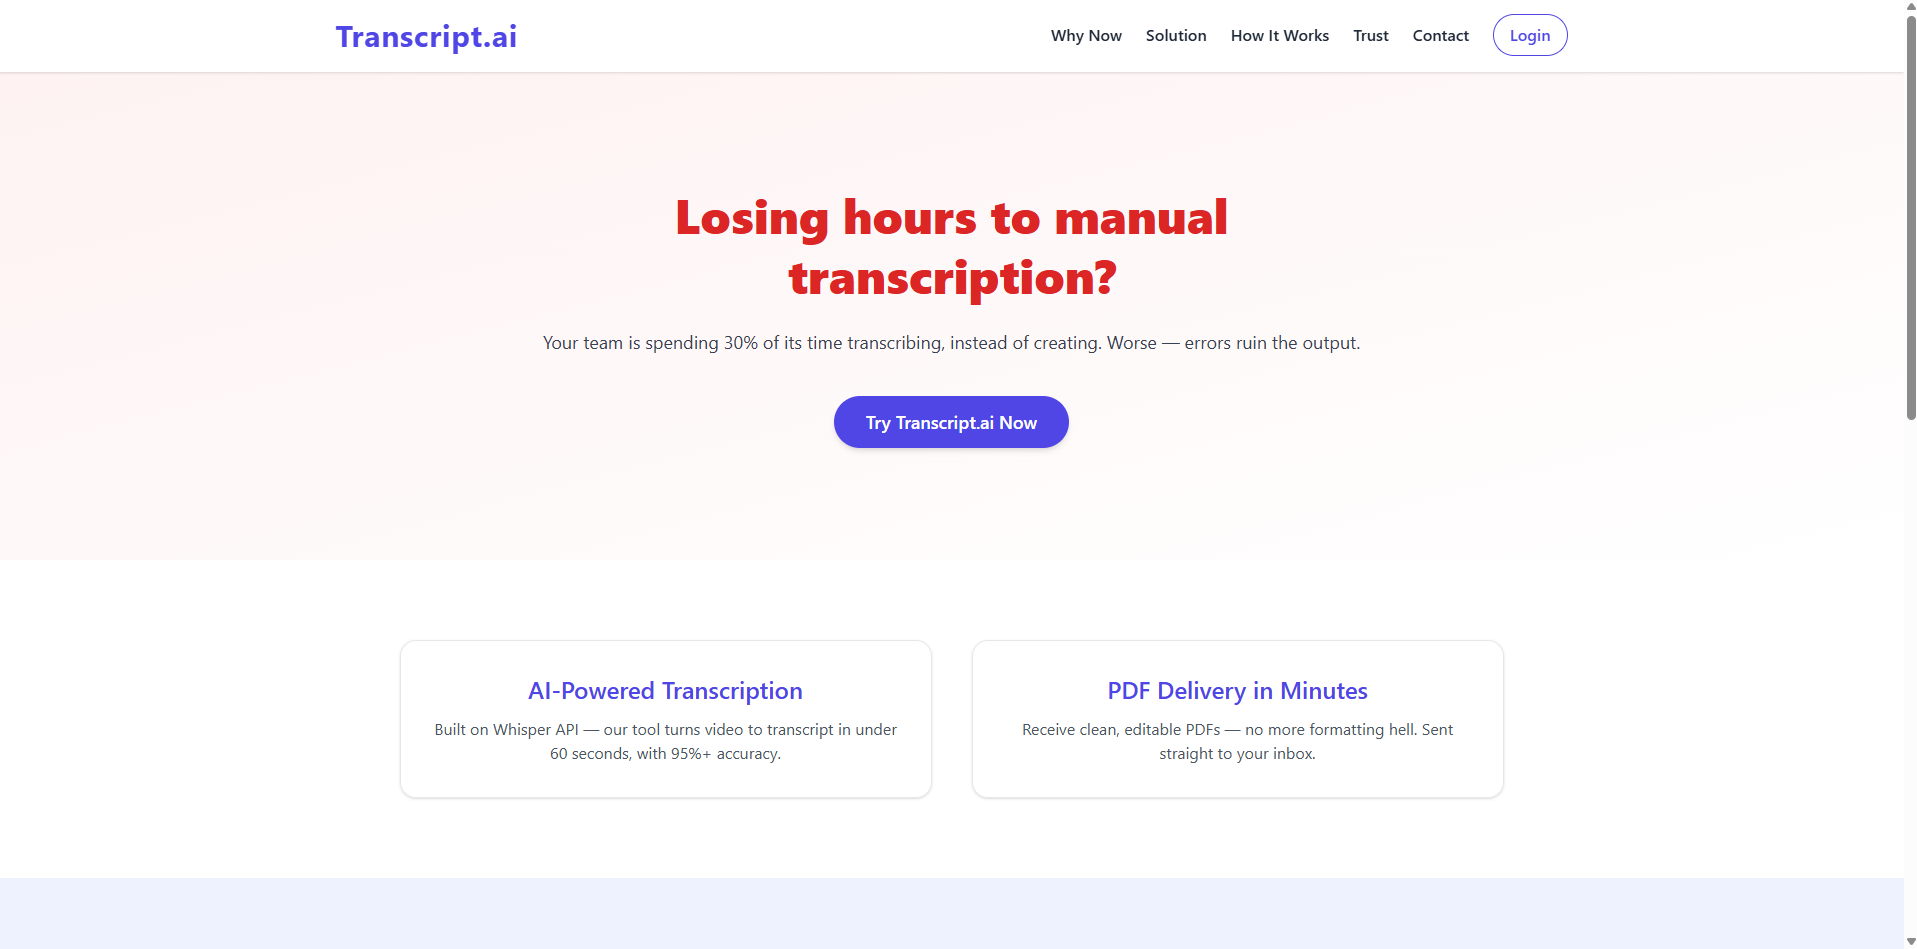 Transcript.ai
Why Now
Solution
How It Works
Trust
Contact
Login
Losing hours to manual
transcription?
Your team is spending 30% of its time transcribing, instead of creating. Worse — errors ruin the output.
Try Transcript.ai Now
AI-Powered Transcription
Built on Whisper API — our tool turns video to transcript in under
60 seconds, with 95%+ accuracy.
PDF Delivery in Minutes
Receive clean, editable PDFs — no more formatting hell. Sent
straight to your inbox.